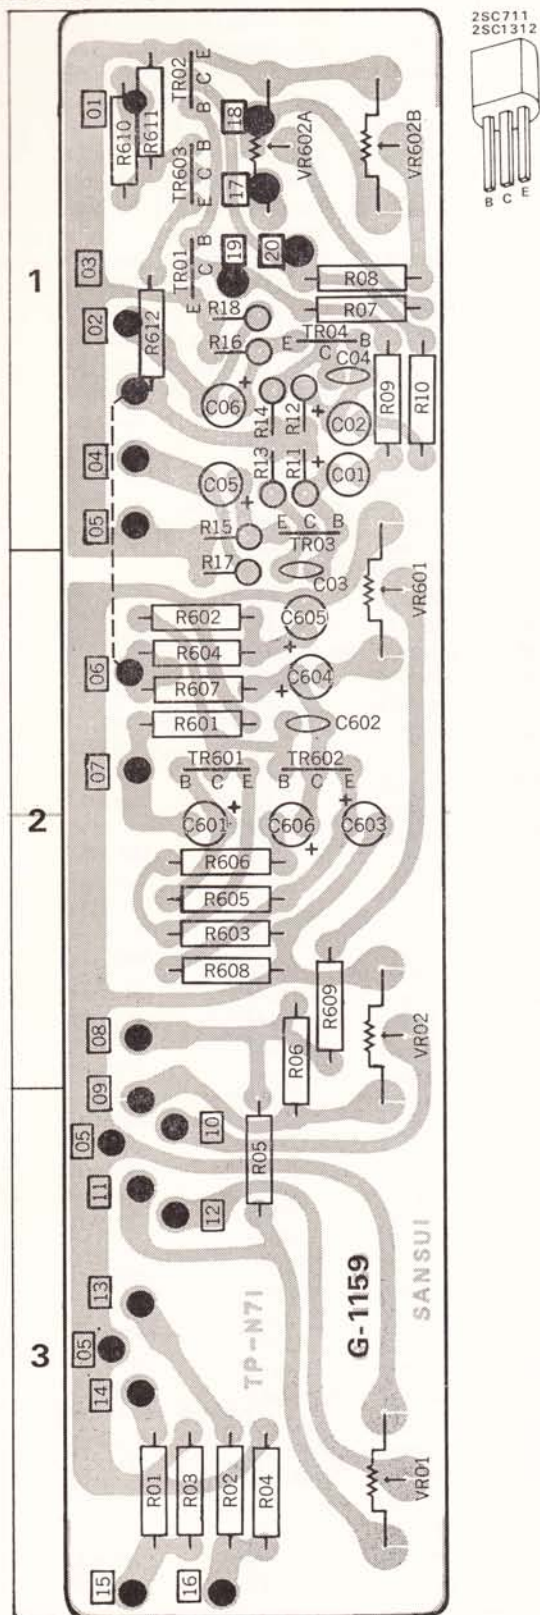 2SC711
2SC1312
B C E
1
2
3
01
R610
R611
TR02
E
C
B
18
VR602A
VR602B
TR603
B
C
E
17
03
TR01
B
C
E
19
20
R08
R07
02
R612
R18
R16
E TR04 B
C
C04
R09
R10
+
C06
R14
R12
+
C02
04
R13
R11
+
C01
C05
+
05
R15
E C B
TR03
R17
C03
VR601
R602
C605
R604
+
06
R607
+
C604
R601
C602
07
TR601
B C E
TR602
B C E
+
C601
C606
+
+
C603
R606
R605
R603
R608
R609
08
R06
VR02
09
10
05
R05
11
12
13
TP-N71
G-1159
SANSUI
05
14
R01
R03
R02
R04
VR01
15
16